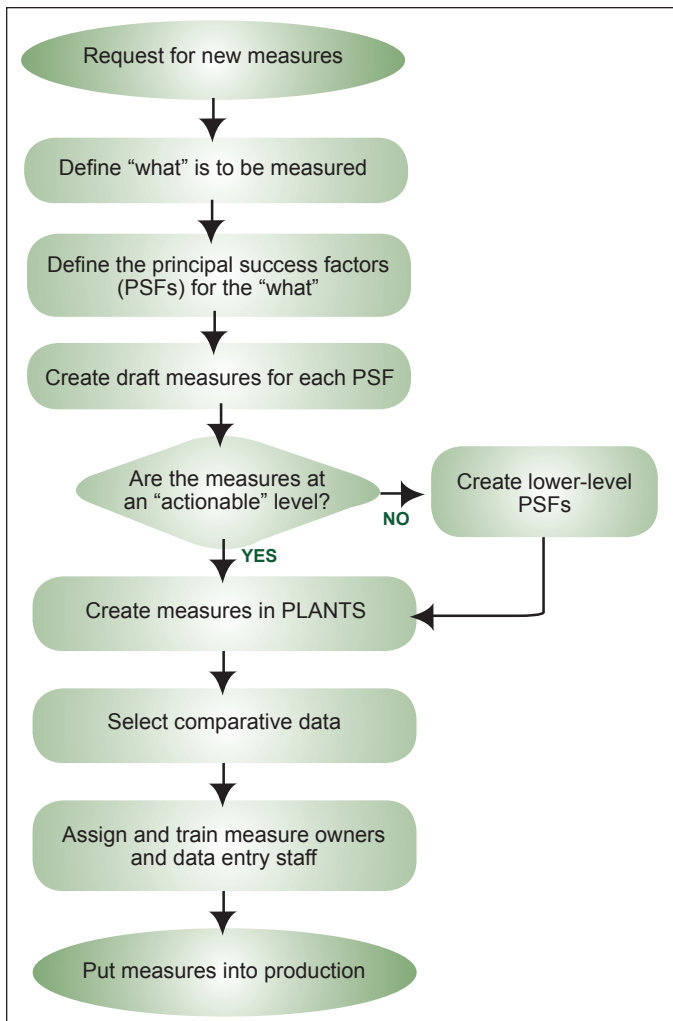 Request for new measures
Define “what” is to be measured
Define the principal success factors
(PSFs) for the “what”
Create draft measures for each PSF
Are the measures at
an “actionable” level?
NO
Create lower-level
PSFs
YES
Create measures in PLANTS
Select comparative data
Assign and train measure owners
and data entry staff
Put measures into production